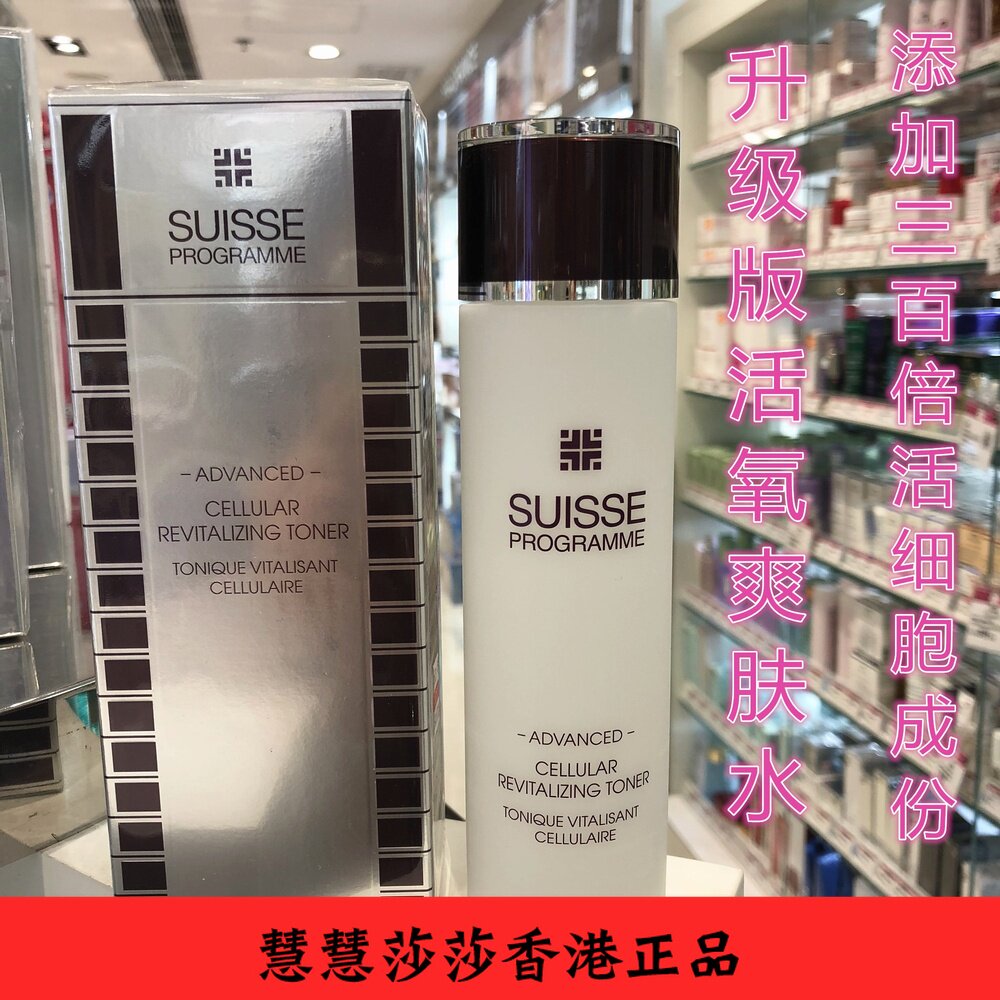 SUISSE
PROGRAMME
- ADVANCED -
CELLULAR
REVITALIZING TONER
TONIQUE VITALISANT
CELLULAIRE
SUISSE
PROGRAMME
- ADVANCED -
CELLULAR
REVITALIZING TONER
TONIQUE VITALISANT
CELLULAIRE
升级版活氧爽肤水
添加三百倍活细胞成份
慧慧莎莎香港正品